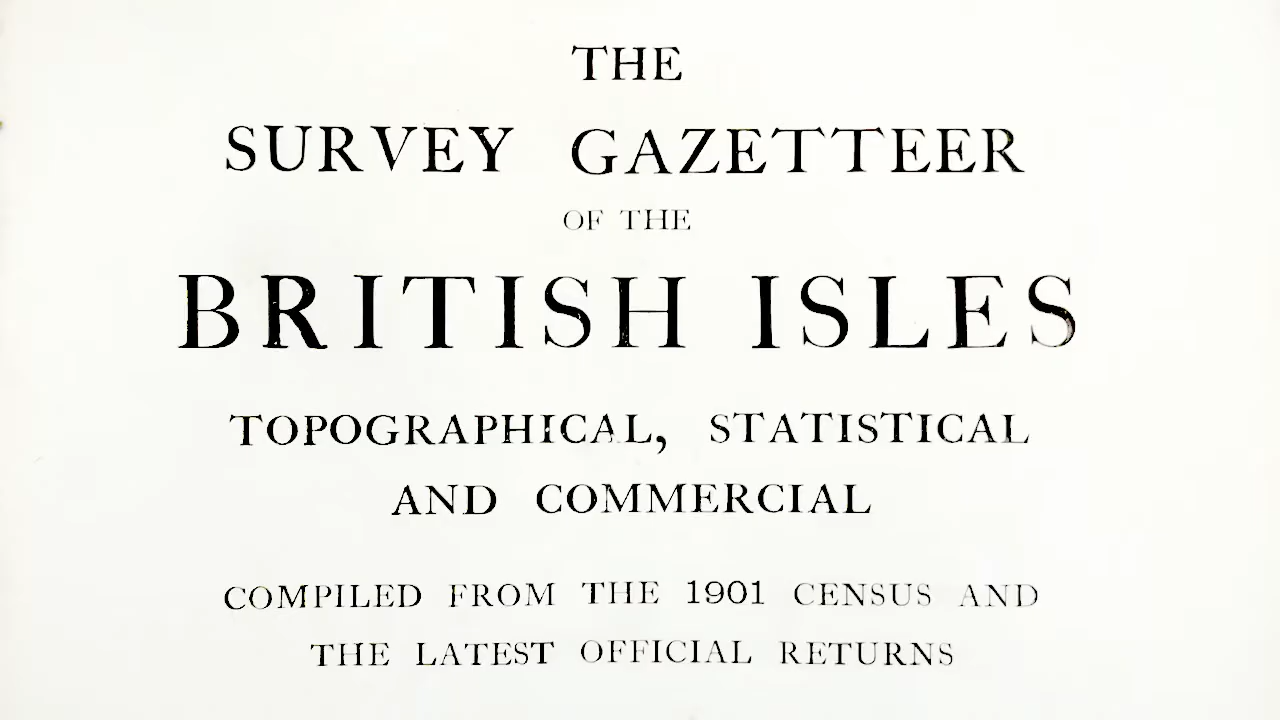 THE
SURVEY GAZETTEER
OF THE
BRITISH ISLES
TOPOGRAPHICAL, STATISTICAL
AND COMMERCIAL
COMPILED FROM THE 1901 CENSUS AND
THE LATEST OFFICIAL RETURNS